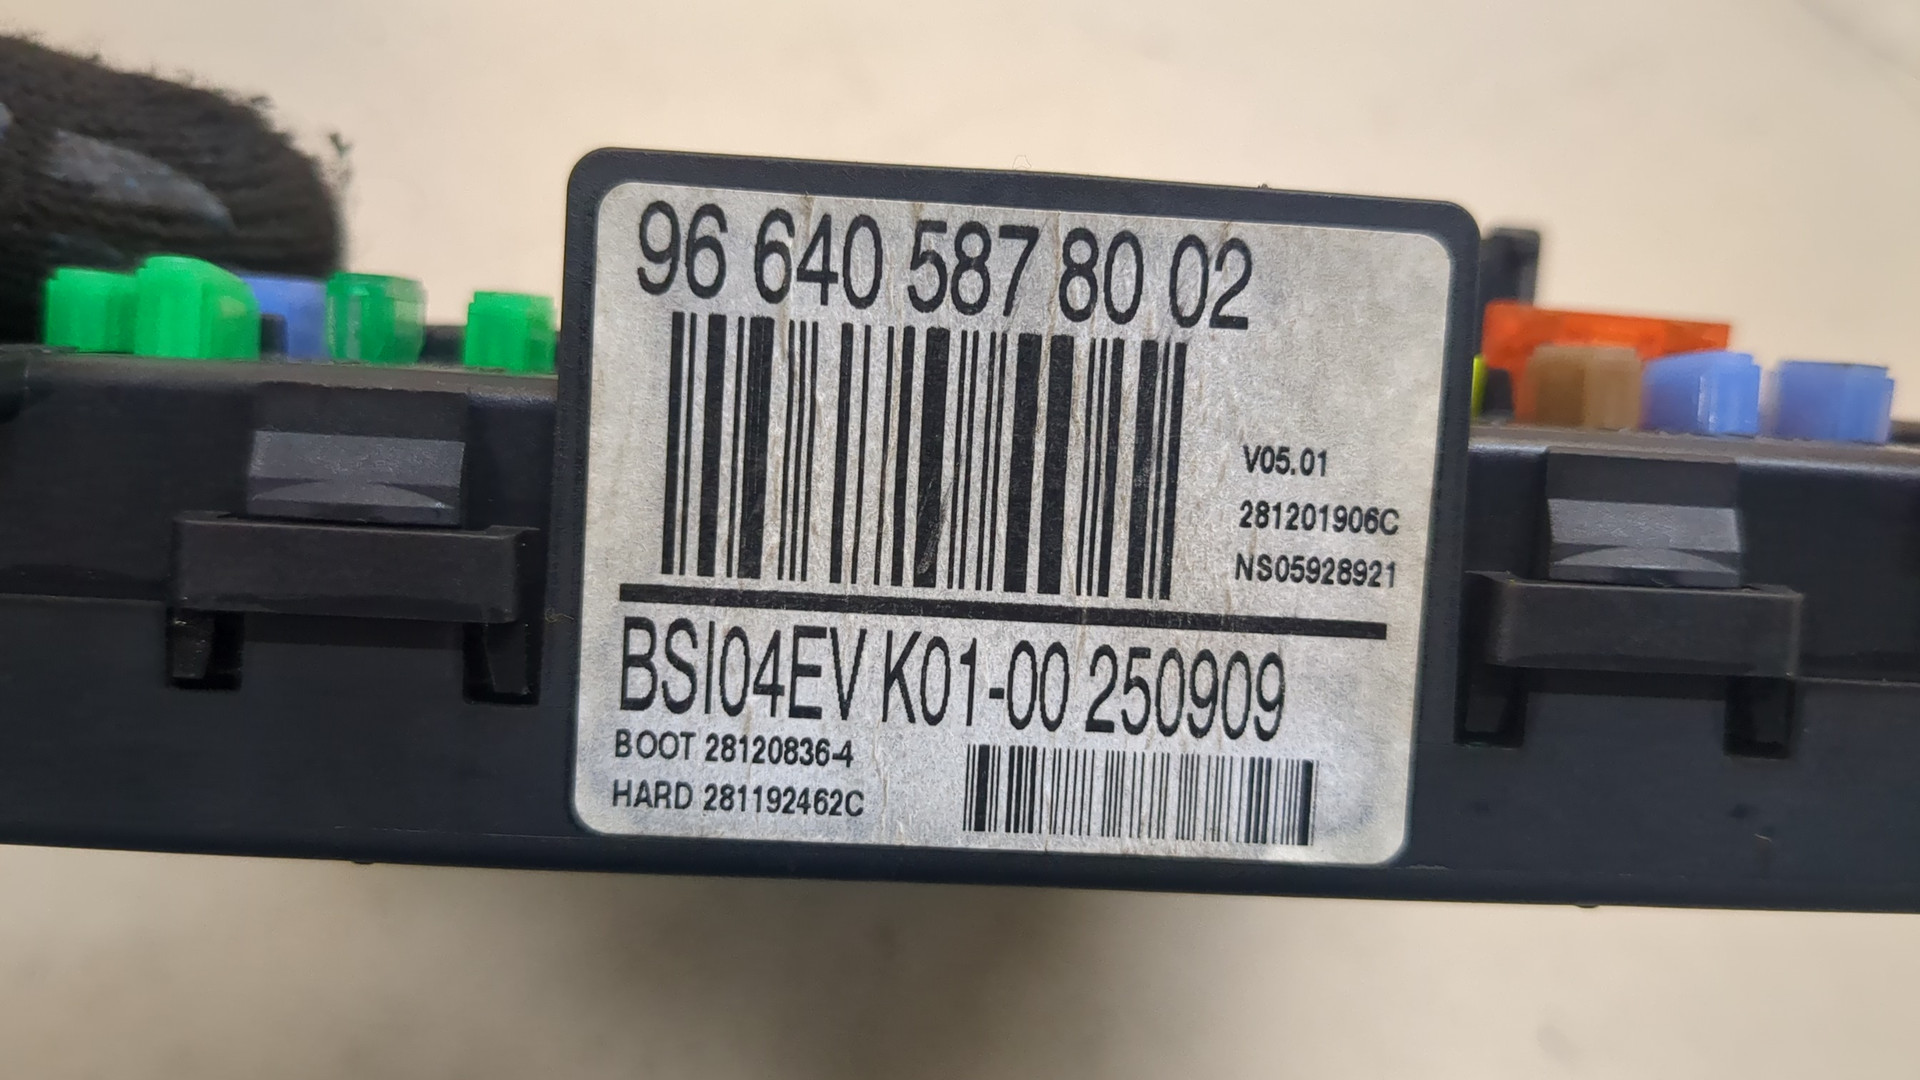 96 640 587 80 02
V05.01
281201906C
NS05928921
BSI04EV K01-00 250909
BOOT 28120836-4
HARD 281192462C